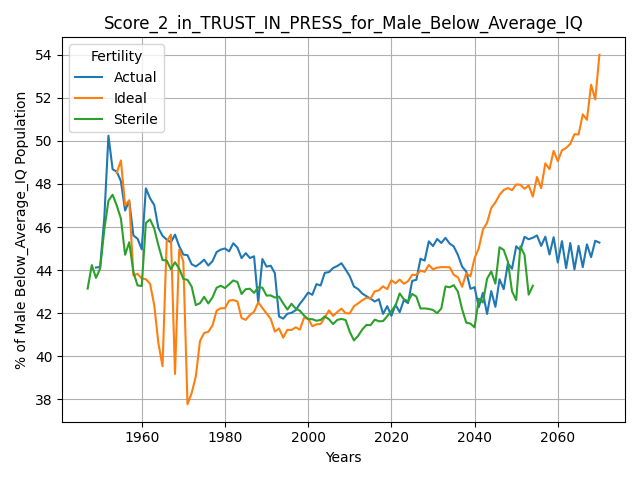 Score_2_in_TRUST_IN_PRESS_for_Male_Below_Average_IQ
Fertility
Actual
Ideal
Sterile
% of Male Below_Average_IQ Population
54
52
50
48
46
44
42
40
38
1960
1980
2000
2020
2040
2060
Years